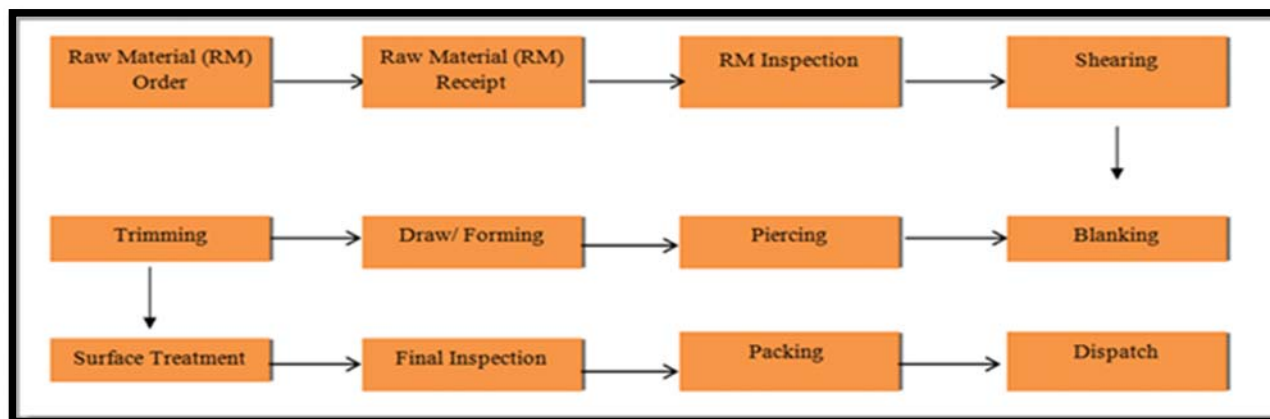 Raw Material (RM)
Order
Raw Material (RM)
Receipt
RM Inspection
Shearing
Trimming
Draw/ Forming
Piercing
Blanking
Surface Treatment
Final Inspection
Packing
Dispatch